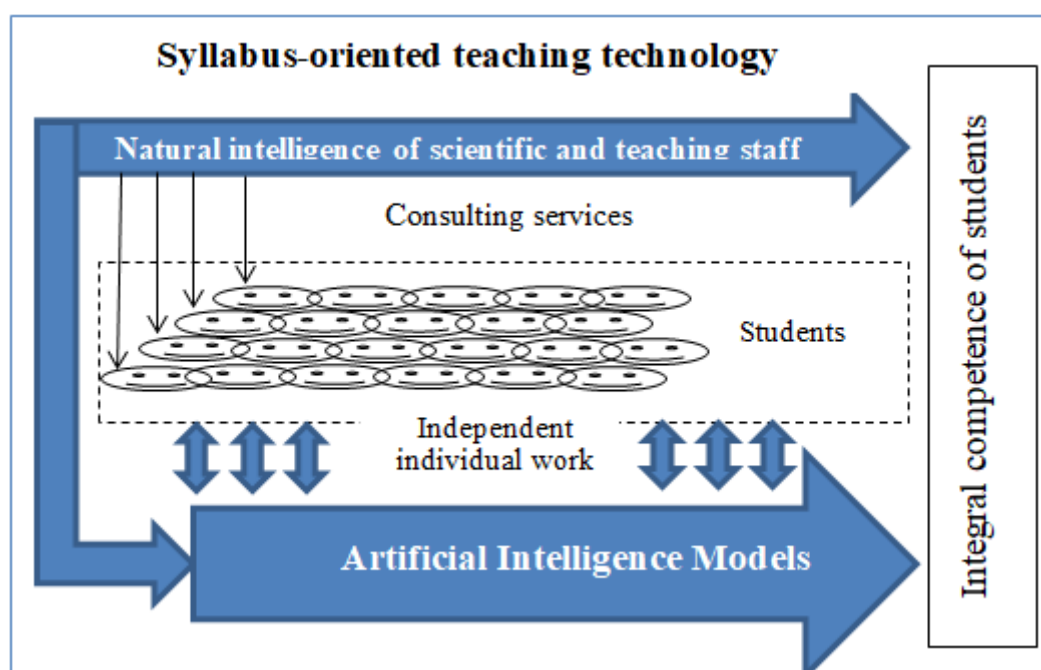 Syllabus-oriented teaching technology
Natural intelligence of scientific and teaching staff
Consulting services
Students
Independent
individual work
Artificial Intelligence Models
Integral competence of students